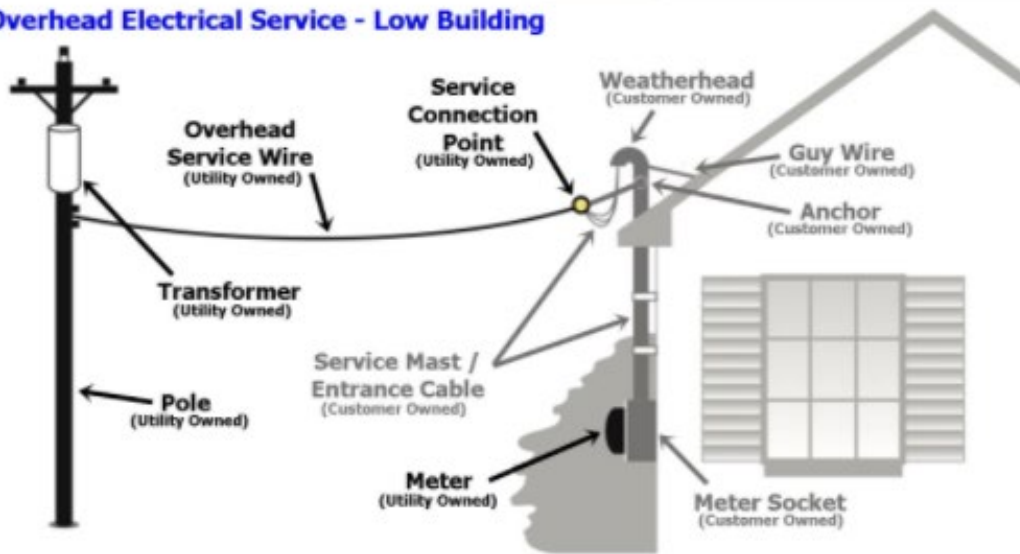 Overhead Electrical Service - Low Building
Weatherhead
(Customer Owned)
Service
Connection
Point
(Utility Owned)
Overhead
Service Wire
(Utility Owned)
Guy Wire
(Customer Owned)
Anchor
(Customer Owned)
Transformer
(Utility Owned)
Service Mast /
Entrance Cable
(Customer Owned)
Pole
(Utility Owned)
Meter
(Utility Owned)
Meter Socket
(Customer Owned)